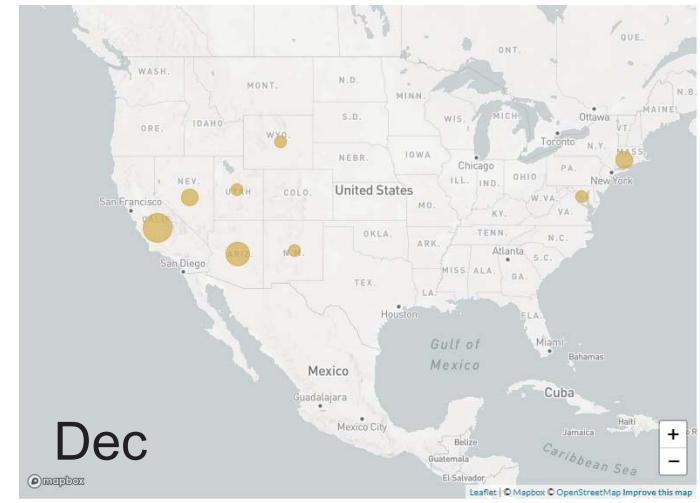 QUE.
ONT.
WASH.
N.D.
MONT.
MINN.
N.B.
MAINE
Ottawa
S.D.
WIS.
MICH.
VT.
ORE.
IDAHO
WYO.
Toronto
N.Y.
MASS.
NEBR.
IOWA
Chicago
PA.
New York
NEV.
UTAH
COLO.
United States
ILL.
IND.
OHIO
W.VA.
San Francisco
MO.
VA.
CALIF.
KY.
OKLA.
TENN.
N.C.
ARIZ.
N.M.
ARK.
Atlanta
S.C.
San Diego
MISS.
ALA.
GA.
TEX.
LA.
Houston
FLA.
Gulf of
Mexico
Miami
Bahamas
Mexico
Cuba
Guadalajara
Mexico City
Haiti
Jamaica
Belize
Dec
Guatemala
Caribbean Sea
El Salvador
+
−
mapbox
Leaflet | © Mapbox © OpenStreetMap Improve this map